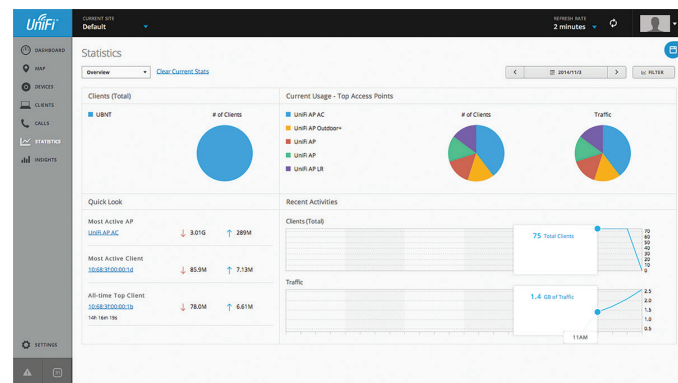 UniFi
CURRENT SITE
Default
REFRESH RATE
2 minutes
DASHBOARD
MAP
DEVICES
CLIENTS
CALLS
STATISTICS
INSIGHTS
SETTINGS
Statistics
Overview
Clear Current Stats
2014/11/3
FILTER
Clients (Total)
UBNT
# of Clients
Current Usage - Top Access Points
UniFi AP AC
UniFi AP Outdoor+
UniFi AP
UniFi AP
UniFi AP LR
# of Clients
Traffic
Quick Look
Most Active AP
UniFi AP AC
3.01G
289M
Most Active Client
10:68:3f:00:00:1d
85.9M
7.13M
All-time Top Client
10:68:3f:00:00:1b
78.0M
6.61M
14h 16m 19s
Recent Activities
Clients (Total)
75 Total Clients
70
60
50
40
30
20
10
0
Traffic
1.4 GB of Traffic
2.5
2.0
1.5
1.0
0.5
11AM